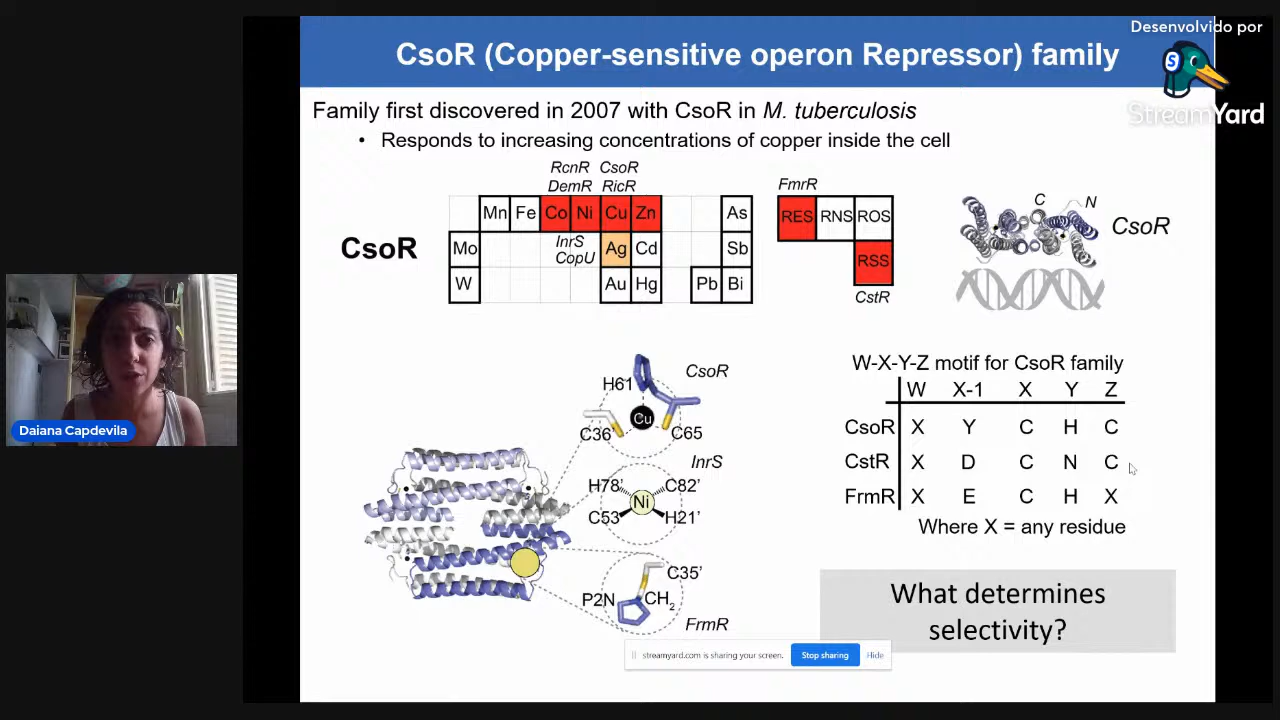 Desenvolvido por
StreamYard
CsoR (Copper-sensitive operon Repressor) family
Family first discovered in 2007 with CsoR in M. tuberculosis
• Responds to increasing concentrations of copper inside the cell
RcnR CsoR
DemR RicR
FmrR
Mn Fe Co Ni Cu Zn As
RES RNS ROS
C N
CsoR
CsoR
Mo InrS Ag Cd Sb
CopU
RSS
W Au Hg Pb Bi
CstR
W-X-Y-Z motif for CsoR family
W X-1 X Y Z
CsoR X Y C H C
CstR X D C N C
FrmR X E C H X
Where X = any residue
H61 CsoR
Cu
C36' C65
InrS
H78' C82'
Ni
C53 H21'
C35'
P2N CH2
FrmR
What determines
selectivity?
Daiana Capdevila
streamyard.com is sharing your screen. Stop sharing Hide